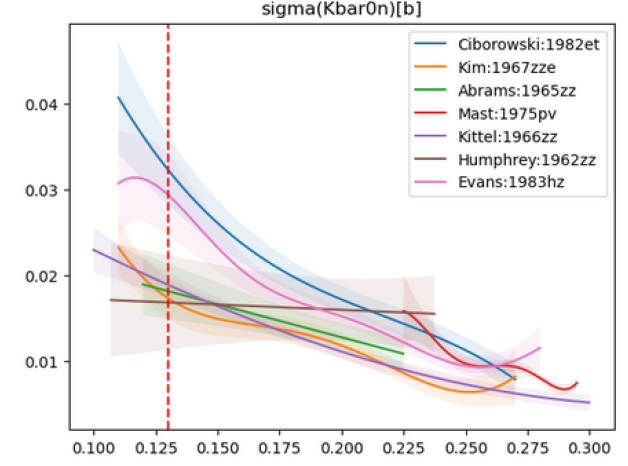 sigma(Kbar0n)[b]
Ciborowski:1982et
Kim:1967zze
Abrams:1965zz
Mast:1975pv
Kittel:1966zz
Humphrey:1962zz
Evans:1983hz
0.04
0.03
0.02
0.01
0.100 0.125 0.150 0.175 0.200 0.225 0.250 0.275 0.300